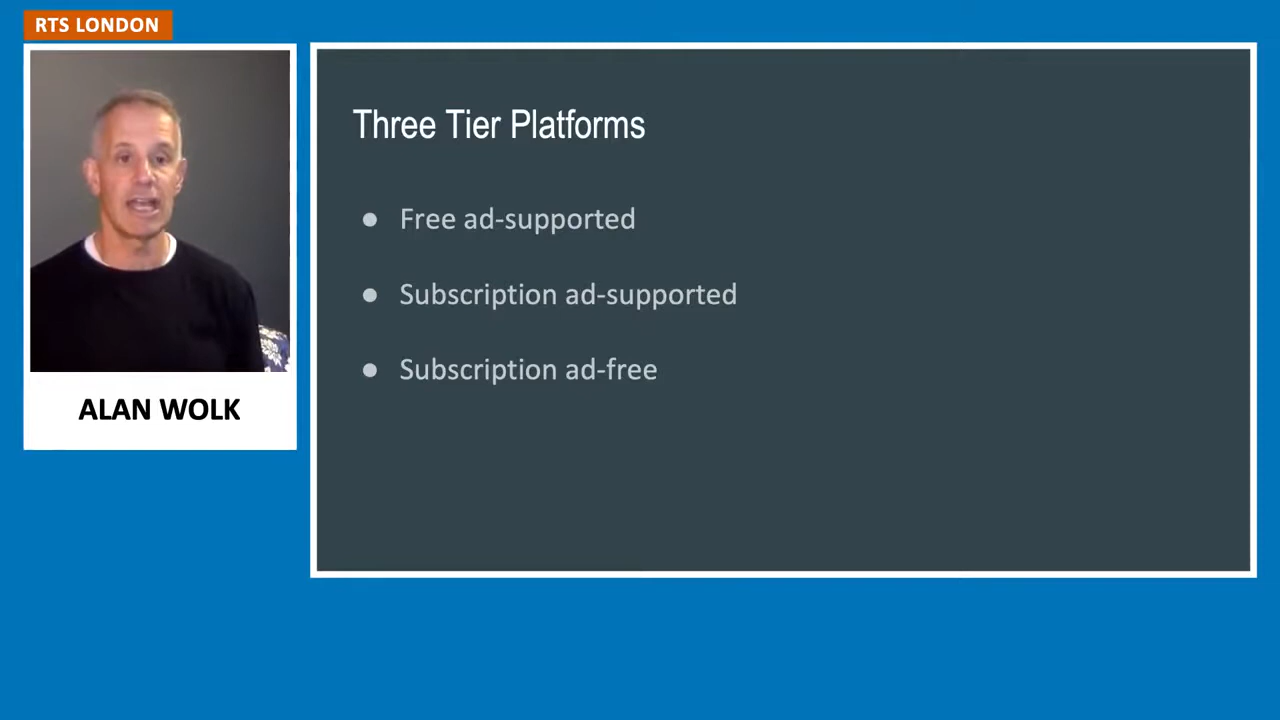 RTS LONDON
ALAN WOLK
Three Tier Platforms
● Free ad-supported
● Subscription ad-supported
● Subscription ad-free